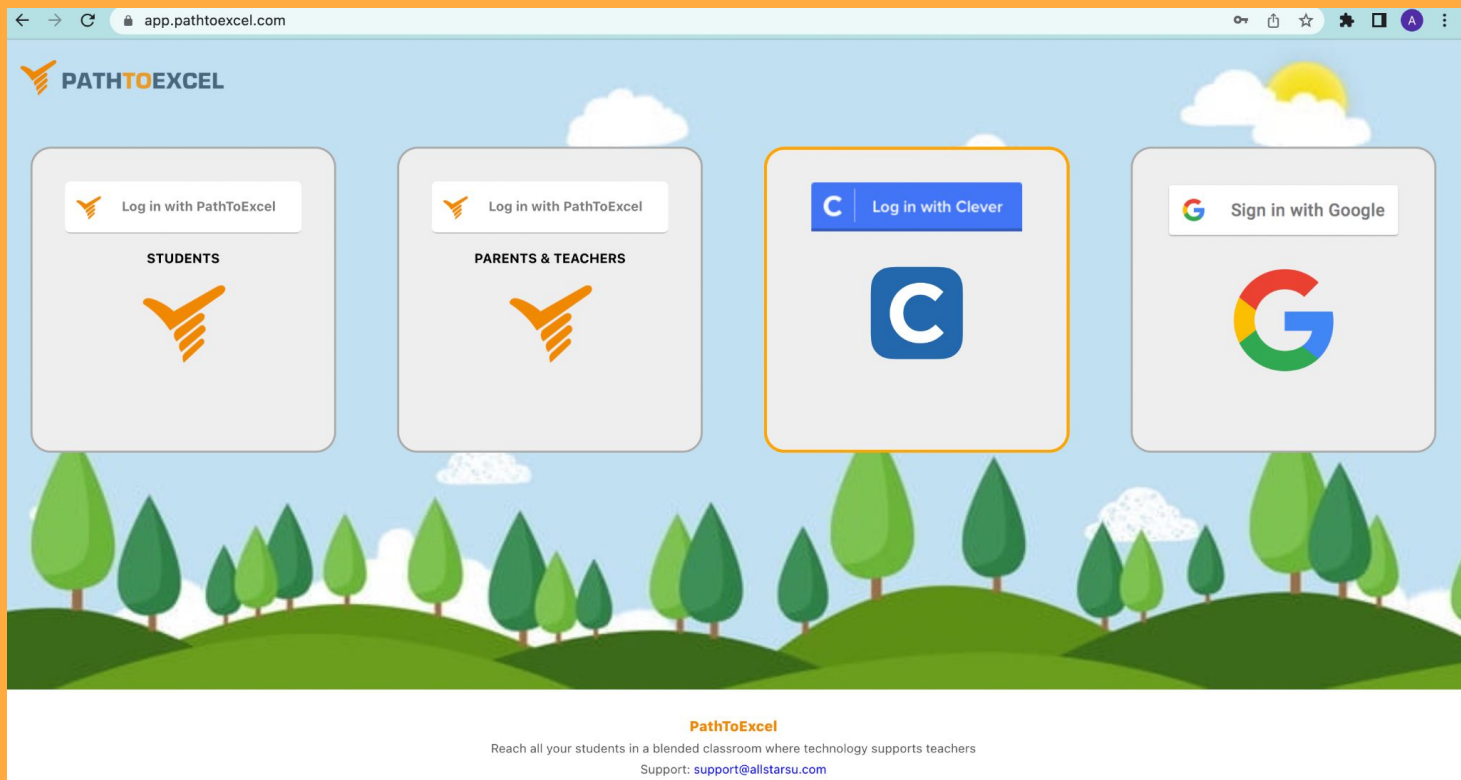 app.pathtoexcel.com
A
PATHTOEXCEL
Log in with PathToExcel
STUDENTS
Log in with PathToExcel
PARENTS & TEACHERS
C Log in with Clever
C
G Sign in with Google
G
PathToExcel
Reach all your students in a blended classroom where technology supports teachers
Support: support@allstarsu.com